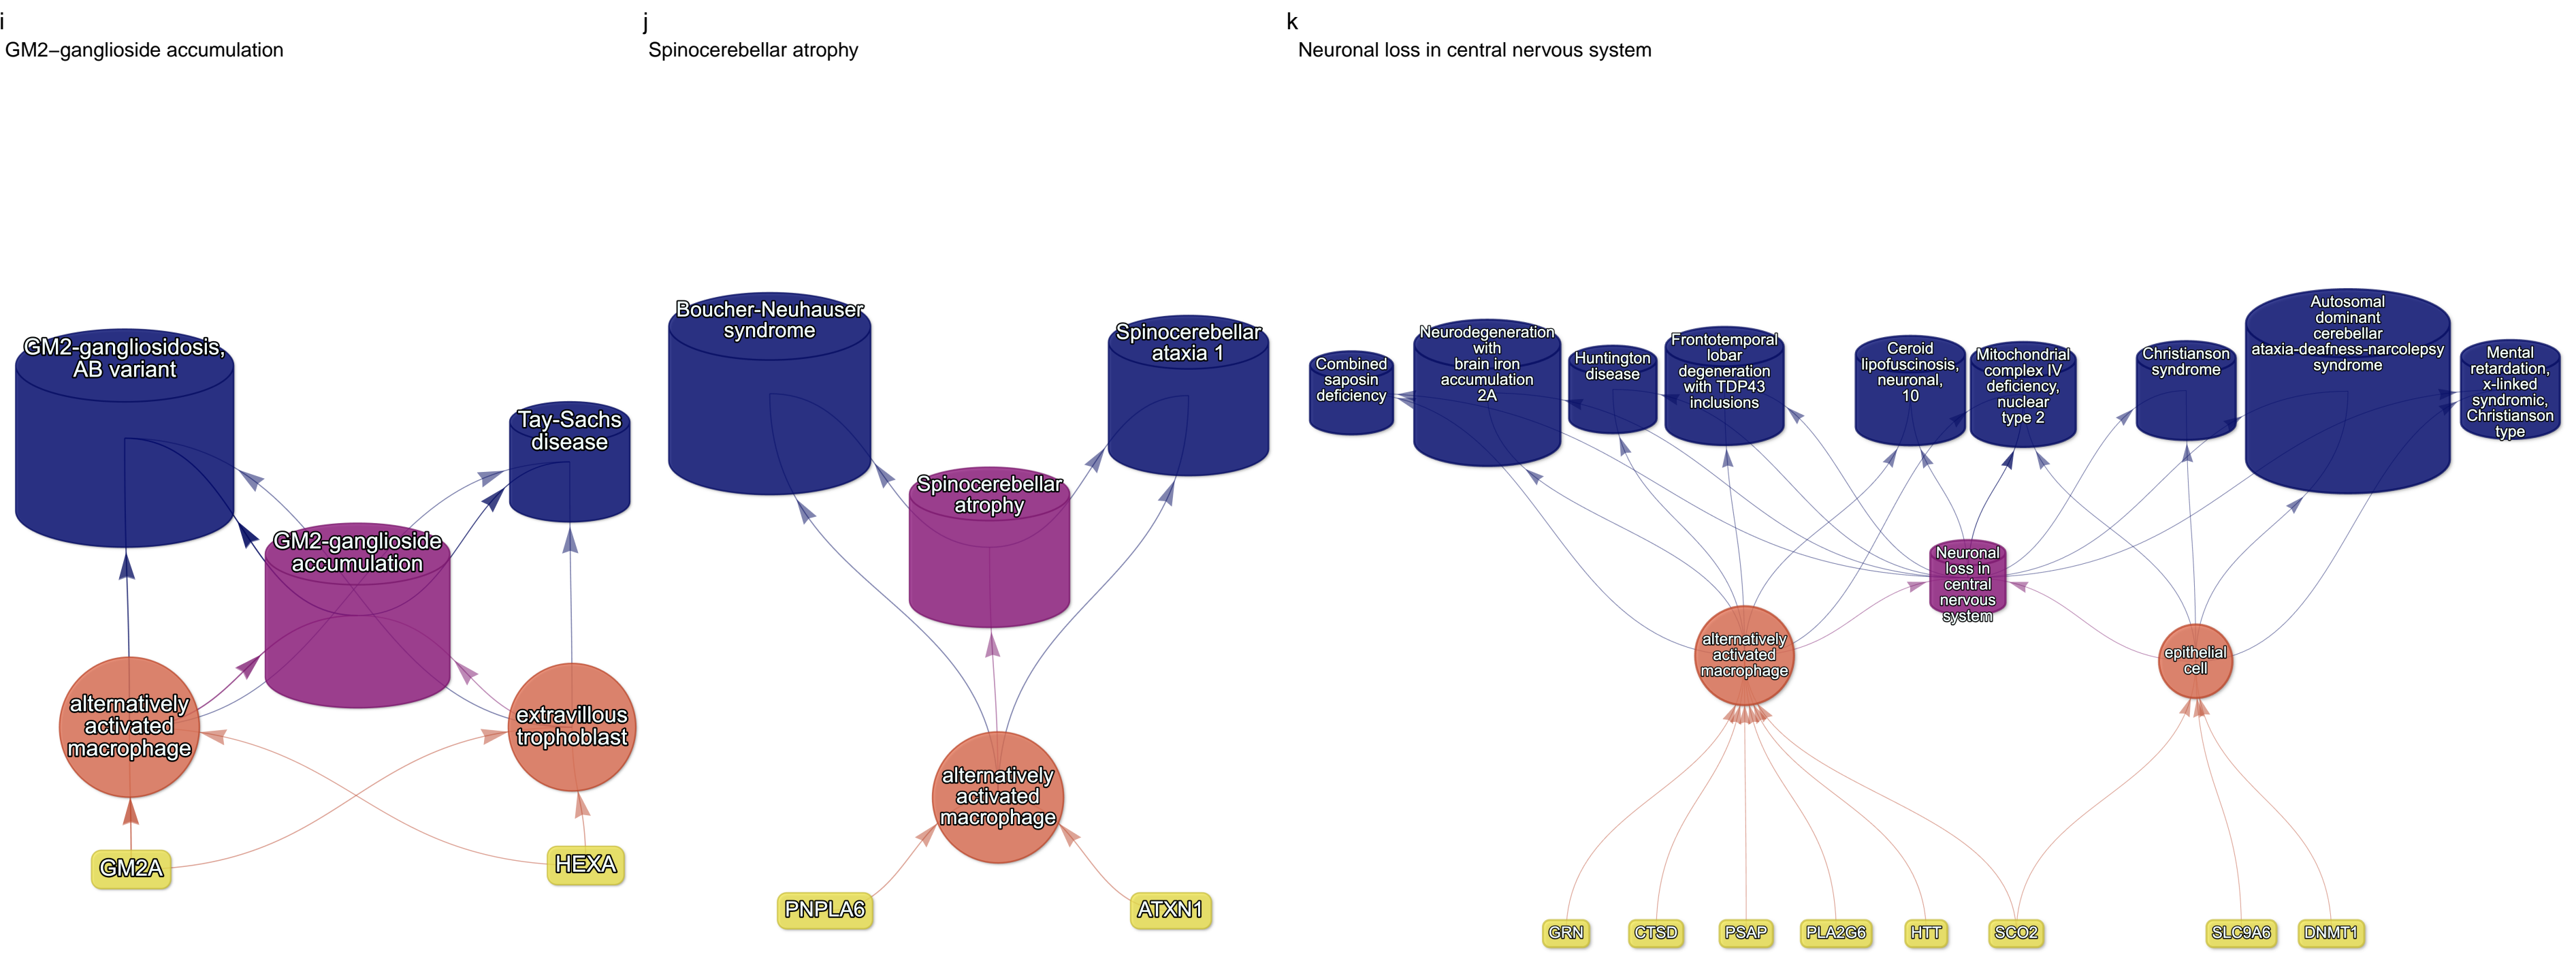 i
GM2−ganglioside accumulation
GM2-gangliosidosis,
AB variant
Tay-Sachs
disease
GM2-ganglioside
accumulation
alternatively
activated
macrophage
extravillous
trophoblast
GM2A
HEXA
j
Spinocerebellar atrophy
Boucher-Neuhauser
syndrome
Spinocerebellar
ataxia 1
Spinocerebellar
atrophy
alternatively
activated
macrophage
PNPLA6
ATXN1
k
Neuronal loss in central nervous system
Combined
saposin
deficiency
Neurodegeneration
with
brain iron
accumulation
2A
Huntington
disease
Frontotemporal
lobar
degeneration
with TDP43
inclusions
Ceroid
lipofuscinosis,
neuronal,
10
Mitochondrial
complex IV
deficiency,
nuclear
type 2
Christianson
syndrome
Autosomal
dominant
cerebellar
ataxia-deafness-narcolepsy
syndrome
Mental
retardation,
x-linked
syndromic,
Christianson
type
Neuronal
loss in
central
nervous
system
alternatively
activated
macrophage
epithelial
cell
GRN
CTSD
PSAP
PLA2G6
HTT
SCO2
SLC9A6
DNMT1